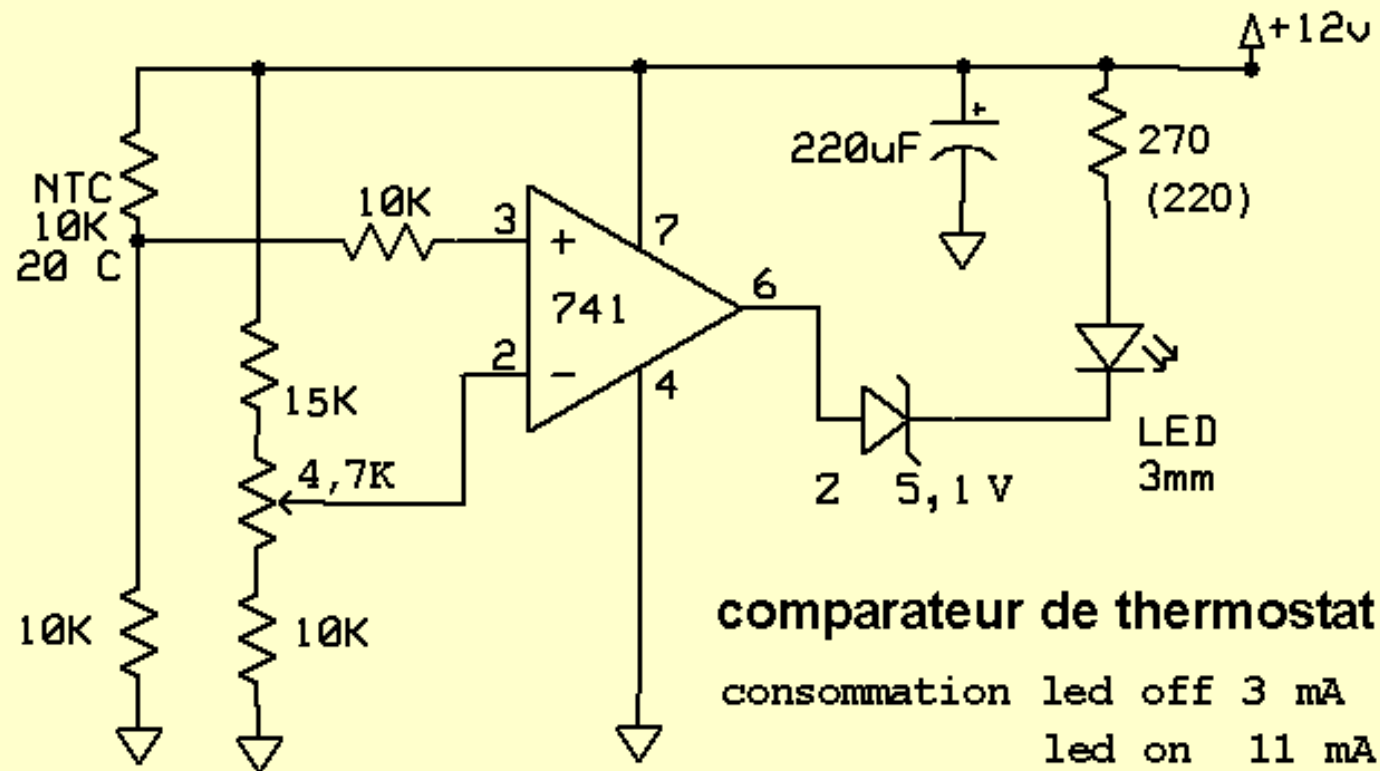 +12v
220uF
+
270
(220)
NTC
10K
20 C
10K
3
+
7
741
6
2
-
4
15K
4,7K
LED
3mm
Z 5,1 V
10K
10K
comparateur de thermostat
consommation led off 3 mA
led on 11 mA